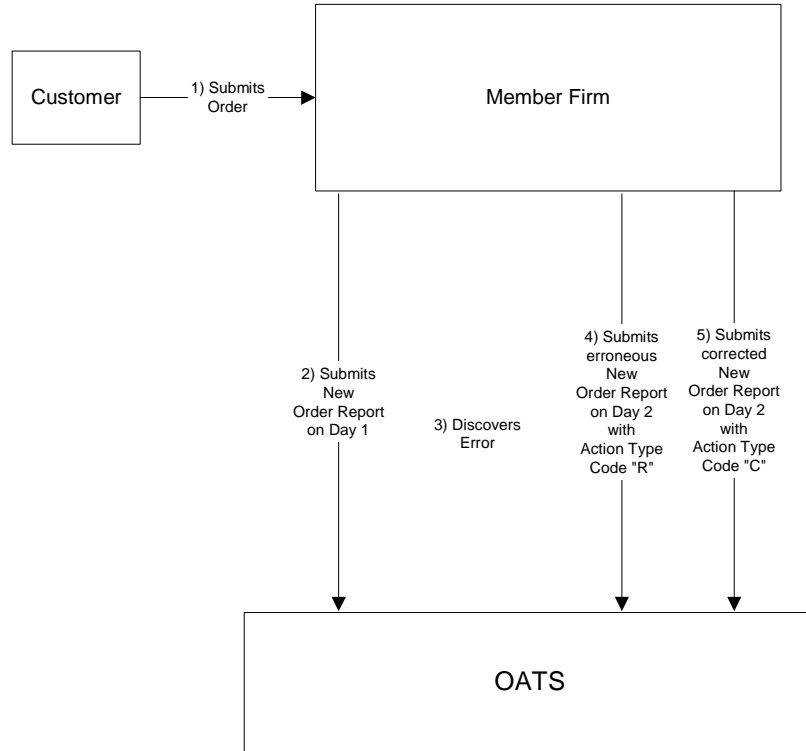 Customer
1) Submits
Order
Member Firm
2) Submits
New
Order Report
on Day 1
3) Discovers
Error
4) Submits
erroneous
New
Order Report
on Day 2
with
Action Type
Code "R"
5) Submits
corrected
New
Order Report
on Day 2
with
Action Type
Code "C"
OATS